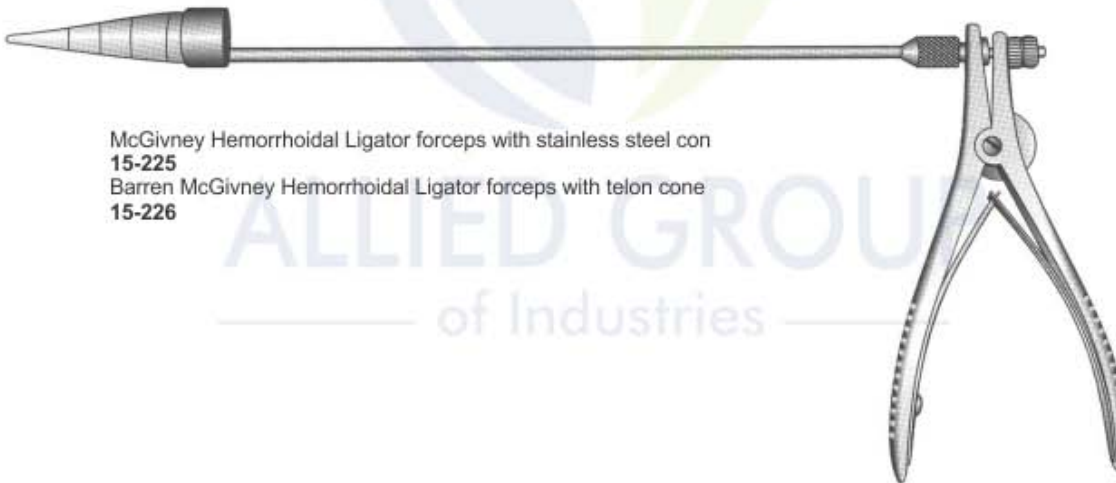 McGivney Hemorrhoidal Ligator forceps with stainless steel con
15-225
Barren McGivney Hemorrhoidal Ligator forceps with telon cone
15-226
ALLIED GROUP
of Industries